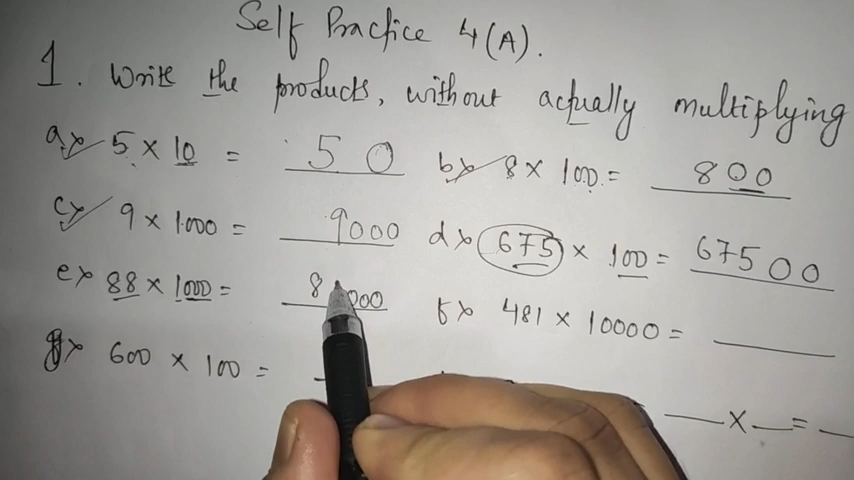 Self Practice 4(A).
1. Write the products, without actually multiplying
a) 5 × 10 = 50 b) 8 × 100 = 800
c) 9 × 1000 = 9000 d) 675 × 100 = 67500
e) 88 × 1000 = 8 000 f) 481 × 10000 =
g) 600 × 100 =
× =